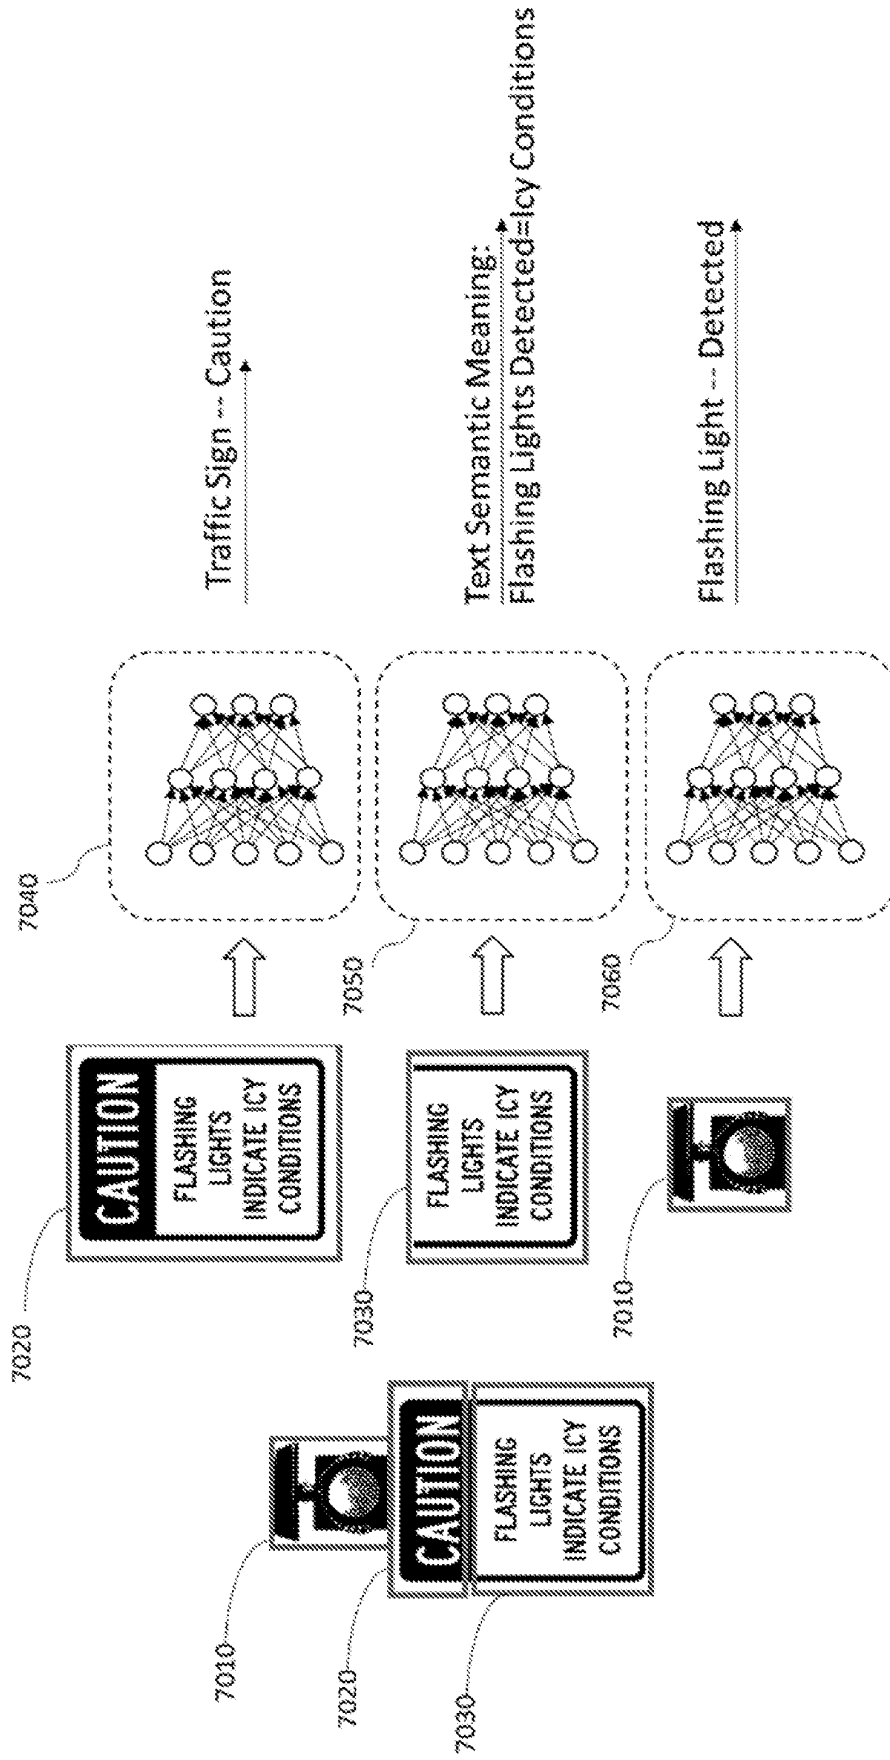 7010
7020
7030
CAUTION
FLASHING
LIGHTS
INDICATE ICY
CONDITIONS
7020
CAUTION
FLASHING
LIGHTS
INDICATE ICY
CONDITIONS
7040
Traffic Sign -- Caution
7030
FLASHING
LIGHTS
INDICATE ICY
CONDITIONS
7050
Text Semantic Meaning:
Flashing Lights Detected=Icy Conditions
7010
7060
Flashing Light -- Detected